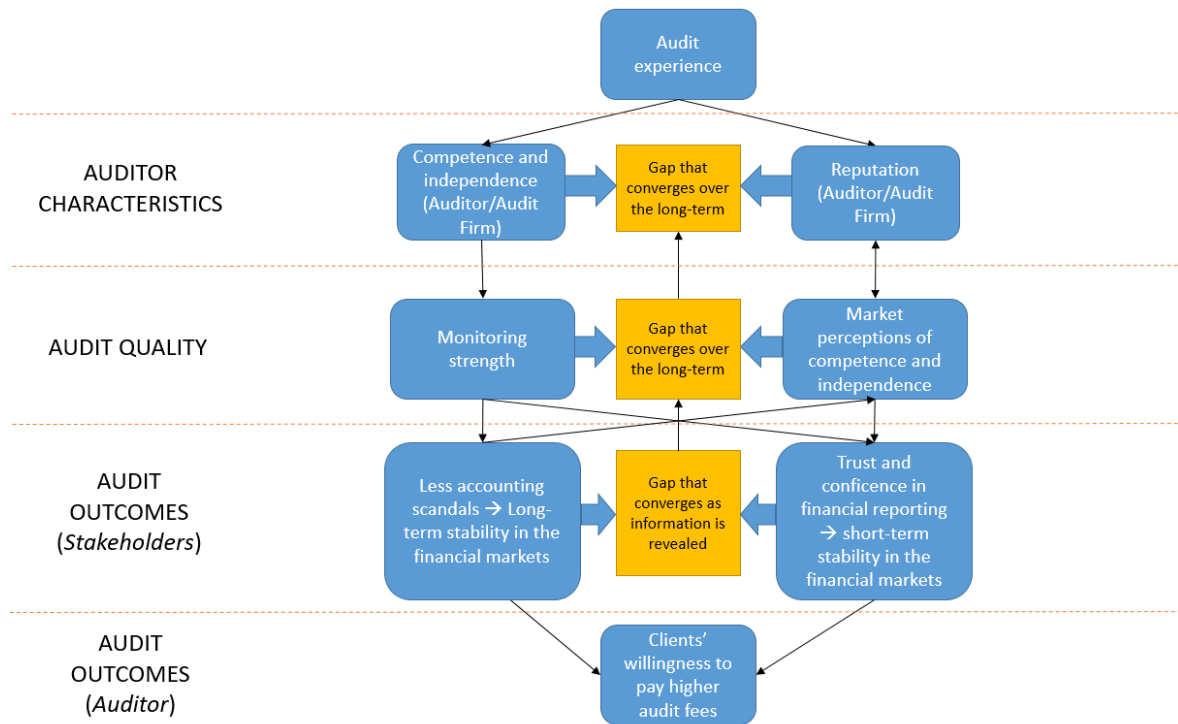 Audit
experience
AUDITOR
CHARACTERISTICS
Competence and
independence
(Auditor/Audit
Firm)
Gap that
converges over
the long-term
Reputation
(Auditor/Audit
Firm)
AUDIT QUALITY
Monitoring
strength
Gap that
converges over
the long-term
Market
perceptions of
competence and
independence
AUDIT
OUTCOMES
(Stakeholders)
Less accounting
scandals → Long-
term stability in the
financial markets
Gap that
converges as
information is
revealed
Trust and
conficence in
financial reporting
→ short-term
stability in the
financial markets
AUDIT
OUTCOMES
(Auditor)
Clients’
willingness to
pay higher
audit fees